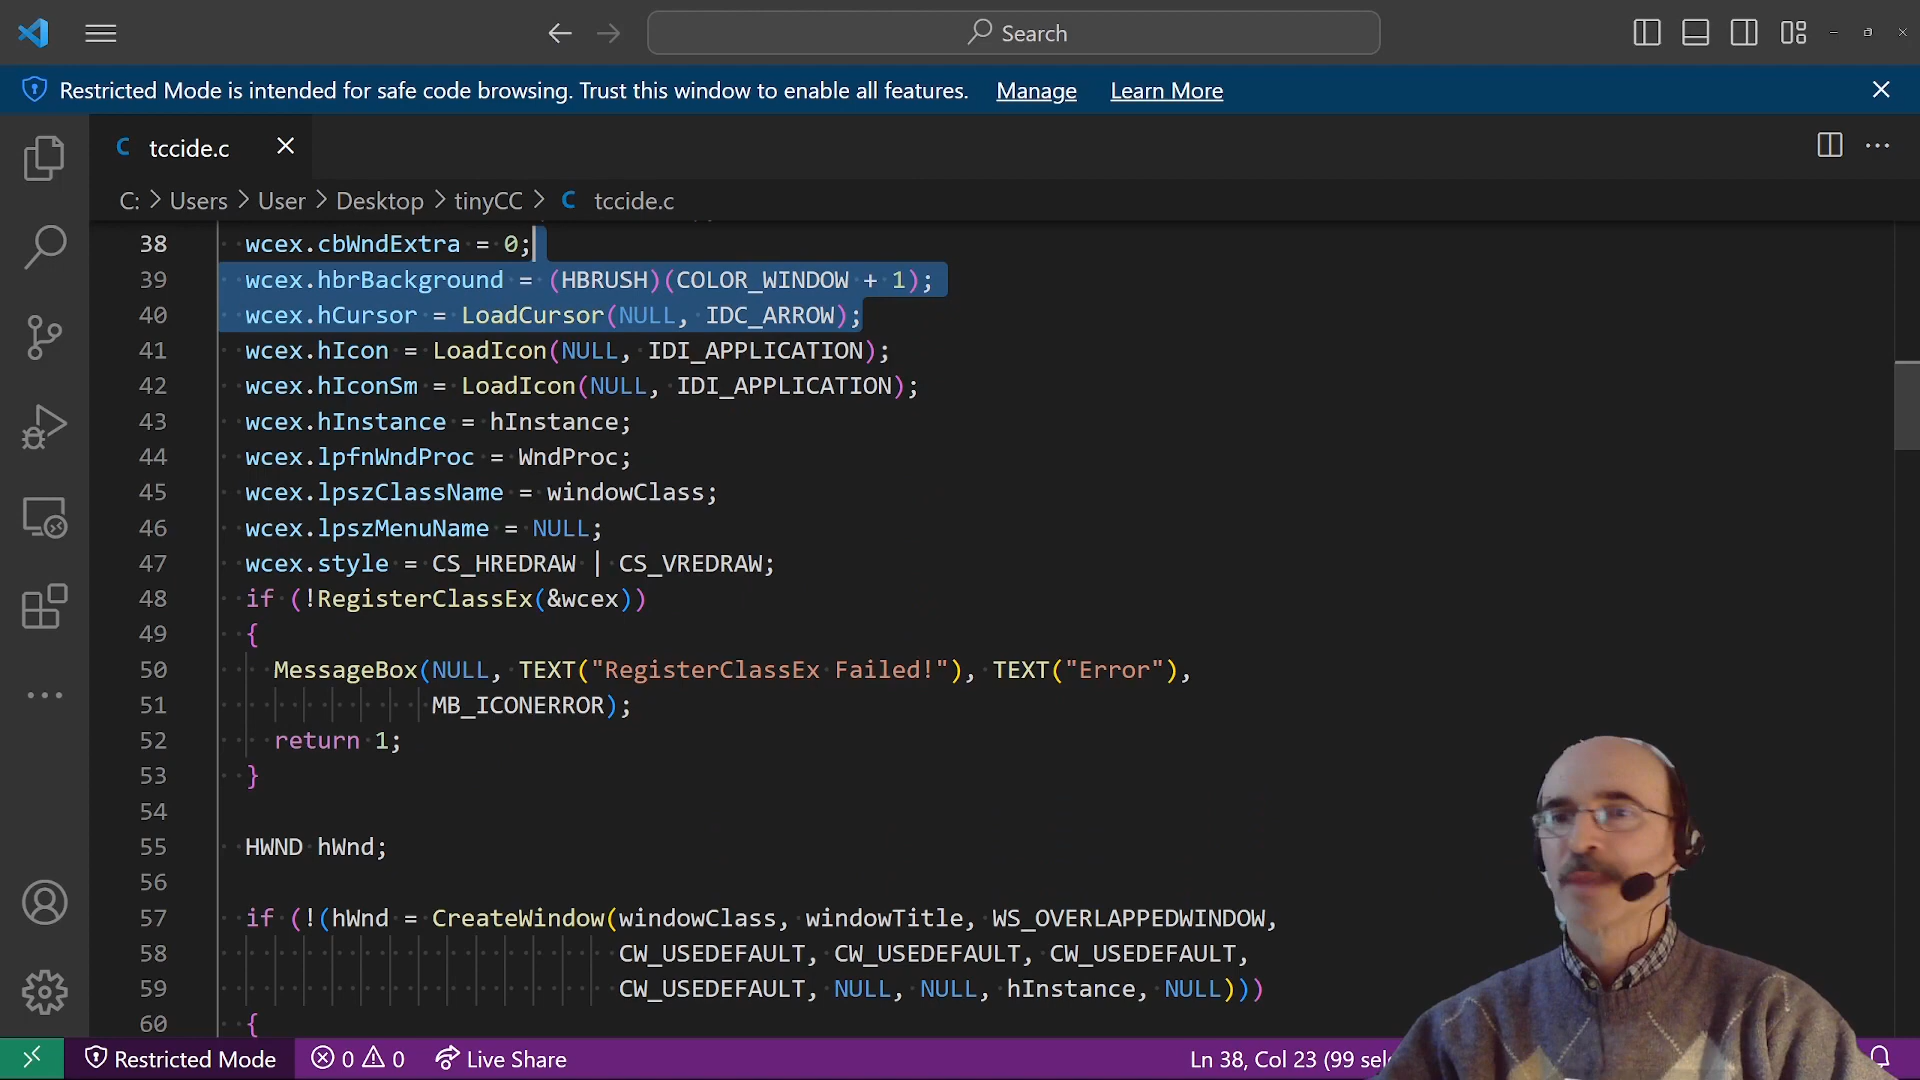 Search
Restricted Mode is intended for safe code browsing. Trust this window to enable all features. Manage Learn More
C tccide.c
C: > Users > User > Desktop > tinyCC > C tccide.c
38 wcex.cbWndExtra = 0;
39 wcex.hbrBackground = (HBRUSH)(COLOR_WINDOW + 1);
40 wcex.hCursor = LoadCursor(NULL, IDC_ARROW);
41 wcex.hIcon = LoadIcon(NULL, IDI_APPLICATION);
42 wcex.hIconSm = LoadIcon(NULL, IDI_APPLICATION);
43 wcex.hInstance = hInstance;
44 wcex.lpfnWndProc = WndProc;
45 wcex.lpszClassName = windowClass;
46 wcex.lpszMenuName = NULL;
47 wcex.style = CS_HREDRAW | CS_VREDRAW;
48 if (!RegisterClassEx(&wcex))
49 {
50 MessageBox(NULL, TEXT("RegisterClassEx Failed!"), TEXT("Error"),
51 MB_ICONERROR);
52 return 1;
53 }
54
55 HWND hWnd;
56
57 if (!(hWnd = CreateWindow(windowClass, windowTitle, WS_OVERLAPPEDWINDOW,
58 CW_USEDEFAULT, CW_USEDEFAULT, CW_USEDEFAULT,
59 CW_USEDEFAULT, NULL, NULL, hInstance, NULL)))
60 {
Restricted Mode 0 0 Live Share Ln 38, Col 23 (99 sele